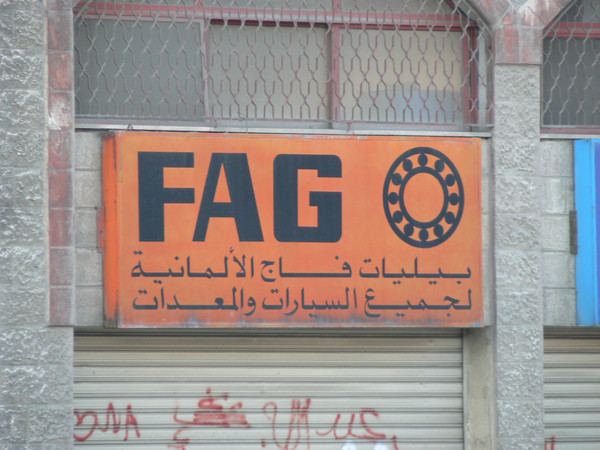 FAG
بيليات فاج الألمانية
لجميع السيارات والمعدات